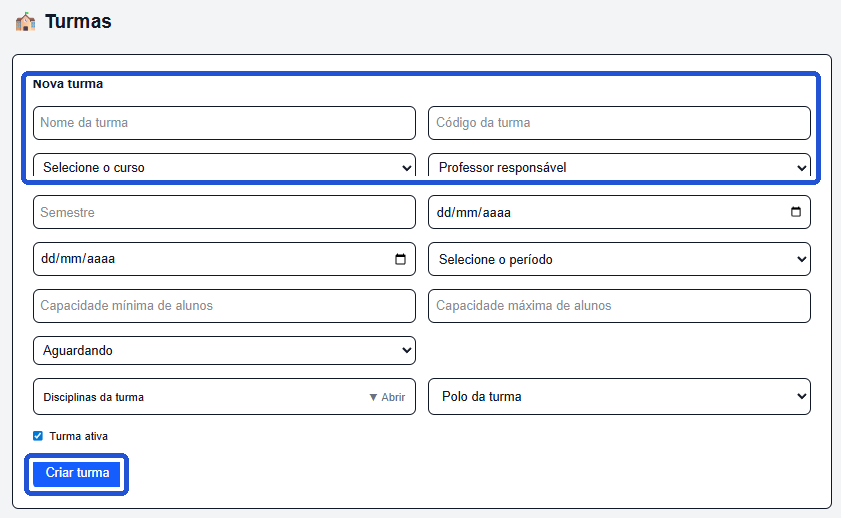 Turmas
Nova turma
Nome da turma Código da turma
Selecione o curso Professor responsável
Semestre dd/mm/aaaa
dd/mm/aaaa Selecione o período
Capacidade mínima de alunos Capacidade máxima de alunos
Aguardando
Disciplinas da turma ▼ Abrir Polo da turma
Turma ativa
Criar turma